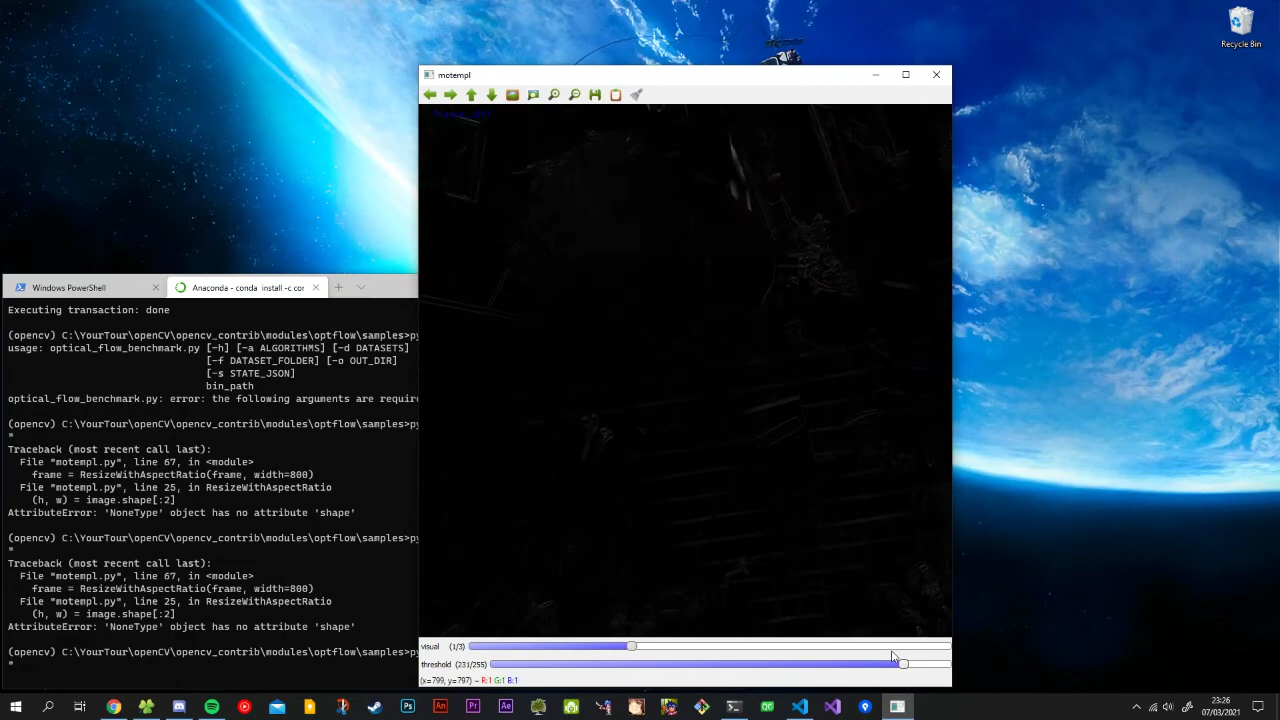 Recycle Bin
motempl
Windows PowerShell
Anaconda - conda install -c cor
Executing transaction: done
(opencv) C:\YourTour\openCV\opencv_contrib\modules\optflow\samples>py
usage: optical_flow_benchmark.py [-h] [-a ALGORITHMS] [-d DATASETS]
[-f DATASET_FOLDER] [-o OUT_DIR]
[-s STATE_JSON]
bin_path
optical_flow_benchmark.py: error: the following arguments are require
(opencv) C:\YourTour\openCV\opencv_contrib\modules\optflow\samples>py
"
Traceback (most recent call last):
File "motempl.py", line 67, in <module>
frame = ResizeWithAspectRatio(frame, width=800)
File "motempl.py", line 25, in ResizeWithAspectRatio
(h, w) = image.shape[:2]
AttributeError: 'NoneType' object has no attribute 'shape'
(opencv) C:\YourTour\openCV\opencv_contrib\modules\optflow\samples>py
"
Traceback (most recent call last):
File "motempl.py", line 67, in <module>
frame = ResizeWithAspectRatio(frame, width=800)
File "motempl.py", line 25, in ResizeWithAspectRatio
(h, w) = image.shape[:2]
AttributeError: 'NoneType' object has no attribute 'shape'
(opencv) C:\YourTour\openCV\opencv_contrib\modules\optflow\samples>py
"
visual (1/3)
threshold (231/255)
(x=799, y=797) ~ R:1 G:1 B:1
Ps
An
Pr
Ae
QT
23:26
07/03/2021